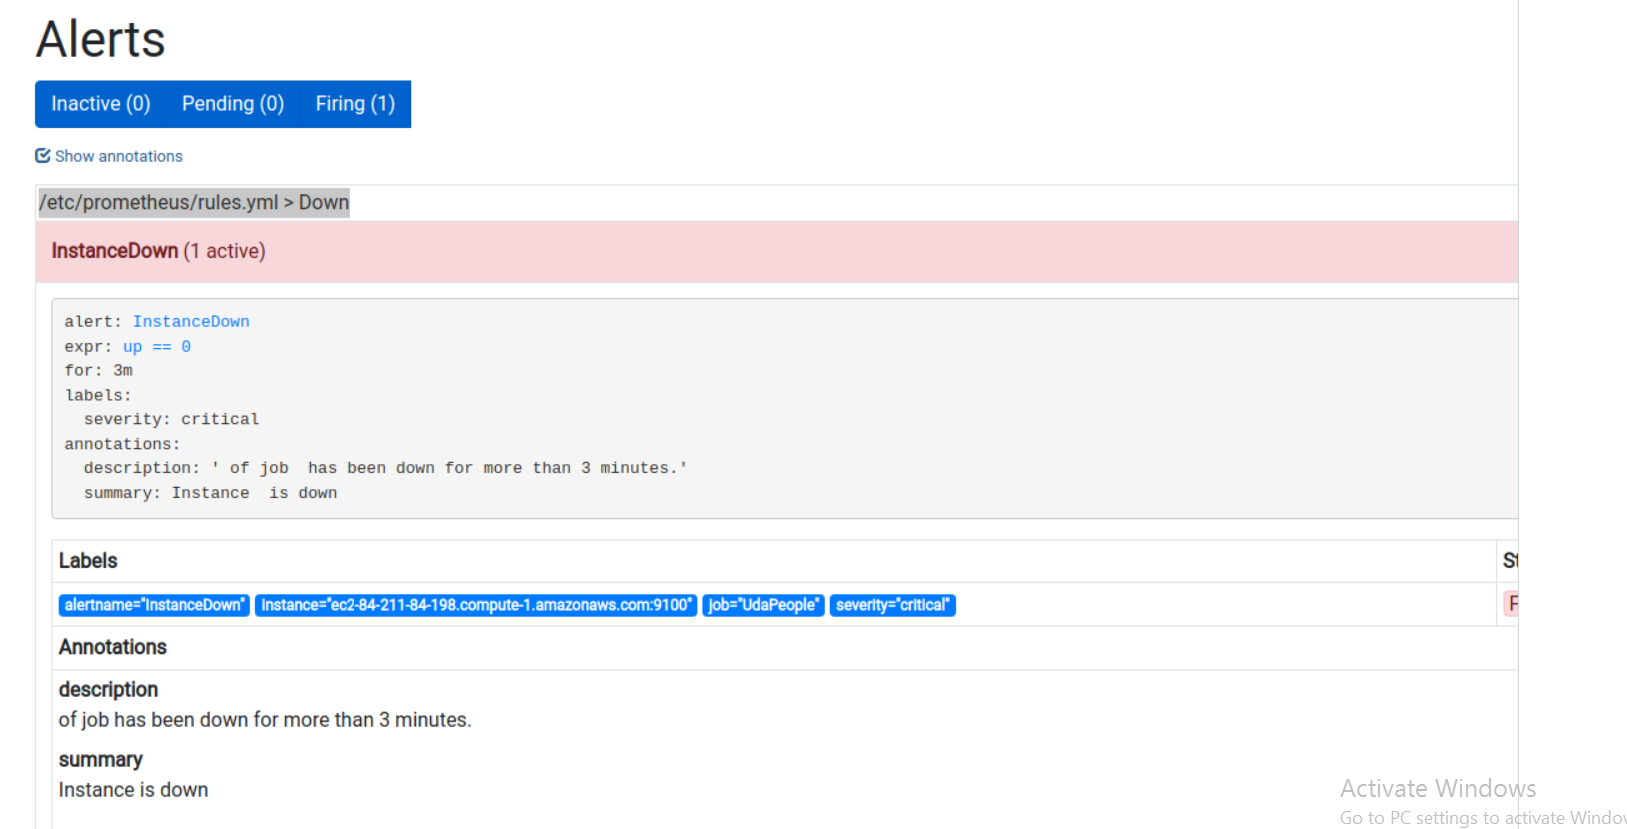 Alerts
Inactive (0) Pending (0) Firing (1)
Show annotations
/etc/prometheus/rules.yml > Down
InstanceDown (1 active)
alert: InstanceDown
expr: up == 0
for: 3m
labels:
  severity: critical
annotations:
  description: ' of job  has been down for more than 3 minutes.'
  summary: Instance  is down
Labels
alertname="InstanceDown" instance="ec2-84-211-84-198.compute-1.amazonaws.com:9100" job="UdaPeople" severity="critical"
Annotations
description
of job has been down for more than 3 minutes.
summary
Instance is down
Activate Windows
Go to PC settings to activate